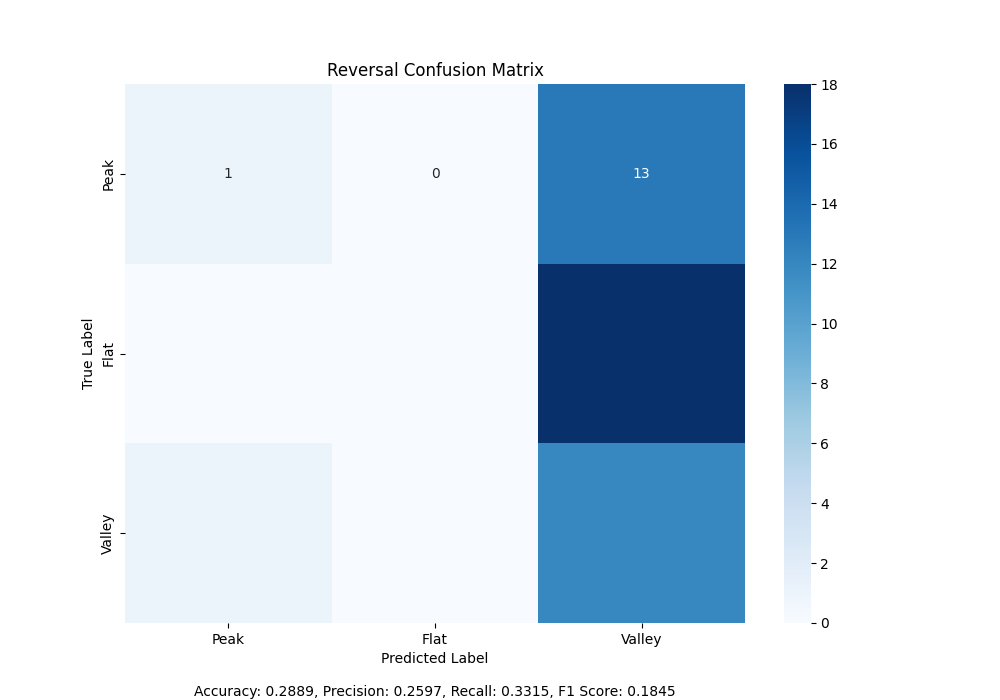 Reversal Confusion Matrix
18
16
14
12
10
8
6
4
2
0
True Label
Peak
Flat
Valley
1 0 13
Peak Flat Valley
Predicted Label
Accuracy: 0.2889, Precision: 0.2597, Recall: 0.3315, F1 Score: 0.1845